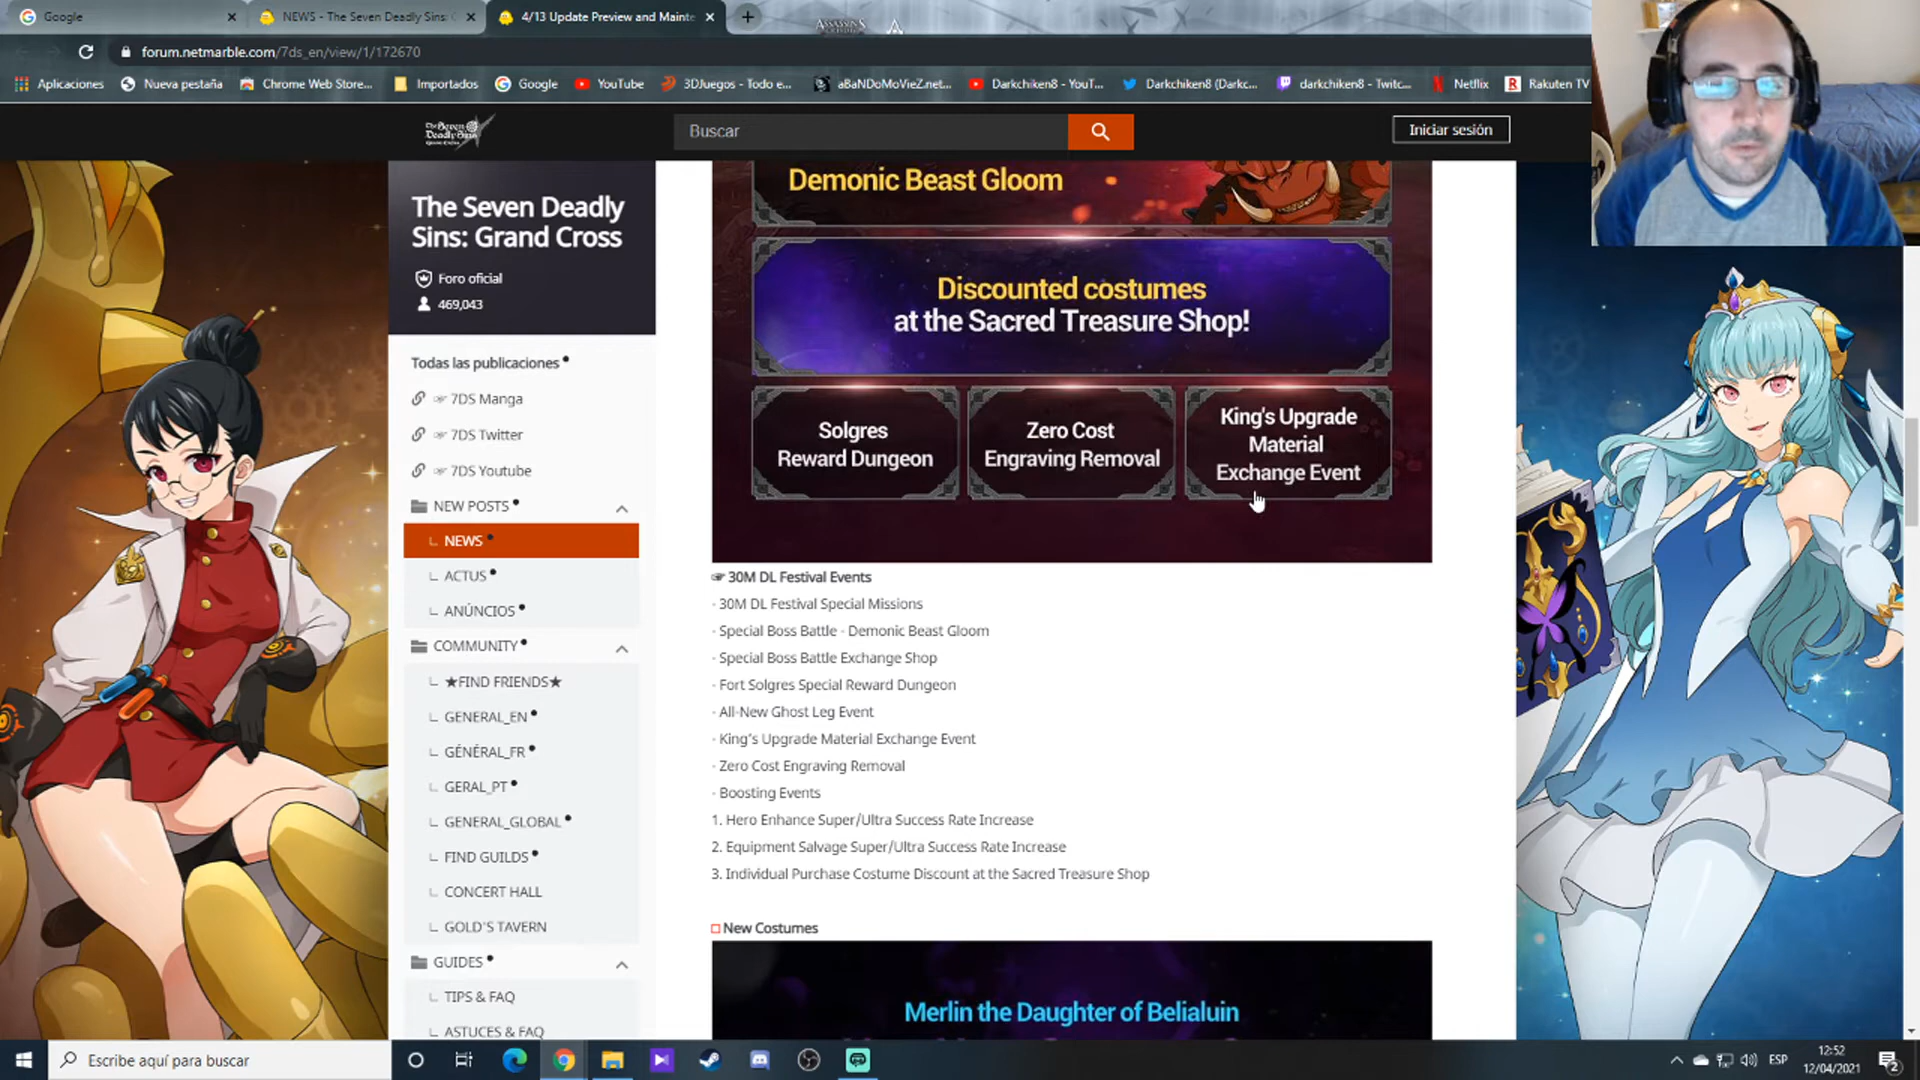 Google
NEWS - The Seven Deadly Sins: G
4/13 Update Preview and Mainte
ASSASSIN'S
forum.netmarble.com/7ds_en/view/1/172670
Aplicaciones
Nueva pestaña
Chrome Web Store...
Importados
Google
YouTube
3DJuegos - Todo e...
aBaNDoMoVieZ.net...
Darkchiken8 - YouT...
Darkchiken8 (Darkc...
darkchiken8 - Twitc...
Netflix
Rakuten TV
The Seven
Deadly Sins
Grand Cross
Buscar
Iniciar sesión
The Seven Deadly
Sins: Grand Cross
Foro oficial
469,043
Todas las publicaciones
7DS Manga
7DS Twitter
7DS Youtube
NEW POSTS
NEWS
ACTUS
ANÚNCIOS
COMMUNITY
★FIND FRIENDS★
GENERAL_EN
GÉNÉRAL_FR
GERAL_PT
GENERAL_GLOBAL
FIND GUILDS
CONCERT HALL
GOLD'S TAVERN
GUIDES
TIPS & FAQ
ASTUCES & FAQ
Demonic Beast Gloom
Discounted costumes
at the Sacred Treasure Shop!
Solgres
Reward Dungeon
Zero Cost
Engraving Removal
King's Upgrade
Material
Exchange Event
☞ 30M DL Festival Events
- 30M DL Festival Special Missions
- Special Boss Battle - Demonic Beast Gloom
- Special Boss Battle Exchange Shop
- Fort Solgres Special Reward Dungeon
- All-New Ghost Leg Event
- King's Upgrade Material Exchange Event
- Zero Cost Engraving Removal
- Boosting Events
1. Hero Enhance Super/Ultra Success Rate Increase
2. Equipment Salvage Super/Ultra Success Rate Increase
3. Individual Purchase Costume Discount at the Sacred Treasure Shop
□ New Costumes
Merlin the Daughter of Belialuin
Escribe aquí para buscar
ESP
12:52
12/04/2021
2